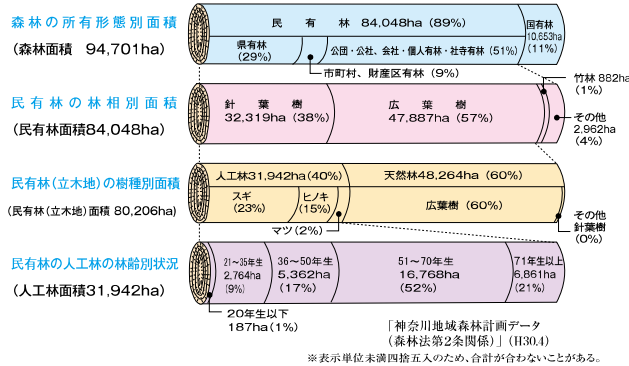 森林の所有形態別面積
(森林面積 94,701ha)
民有林 84,048ha(89%)
国有林
10,653ha
(11%)
県有林
(29%)
公団・公社、会社・個人有林・社寺有林(51%)
市町村、財産区有林(9%)
民有林の林相別面積
(民有林面積84,048ha)
針葉樹
32,319ha(38%)
広葉樹
47,887ha(57%)
竹林 882ha
(1%)
その他
2,962ha
(4%)
民有林(立木地)の樹種別面積
(民有林(立木地)面積 80,206ha)
人工林31,942ha(40%)
天然林48,264ha(60%)
スギ
(23%)
ヒノキ
(15%)
マツ(2%)
広葉樹(60%)
その他
針葉樹
(0%)
民有林の人工林の林齢別状況
(人工林面積31,942ha)
21~35年生
2,764ha
(9%)
36~50年生
5,362ha
(17%)
51~70年生
16,768ha
(52%)
71年生以上
6,861ha
(21%)
20年生以下
187ha(1%)
「神奈川地域森林計画データ
(森林法第2条関係)」(H30.4)
※表示単位未満四捨五入のため、合計が合わないことがある。